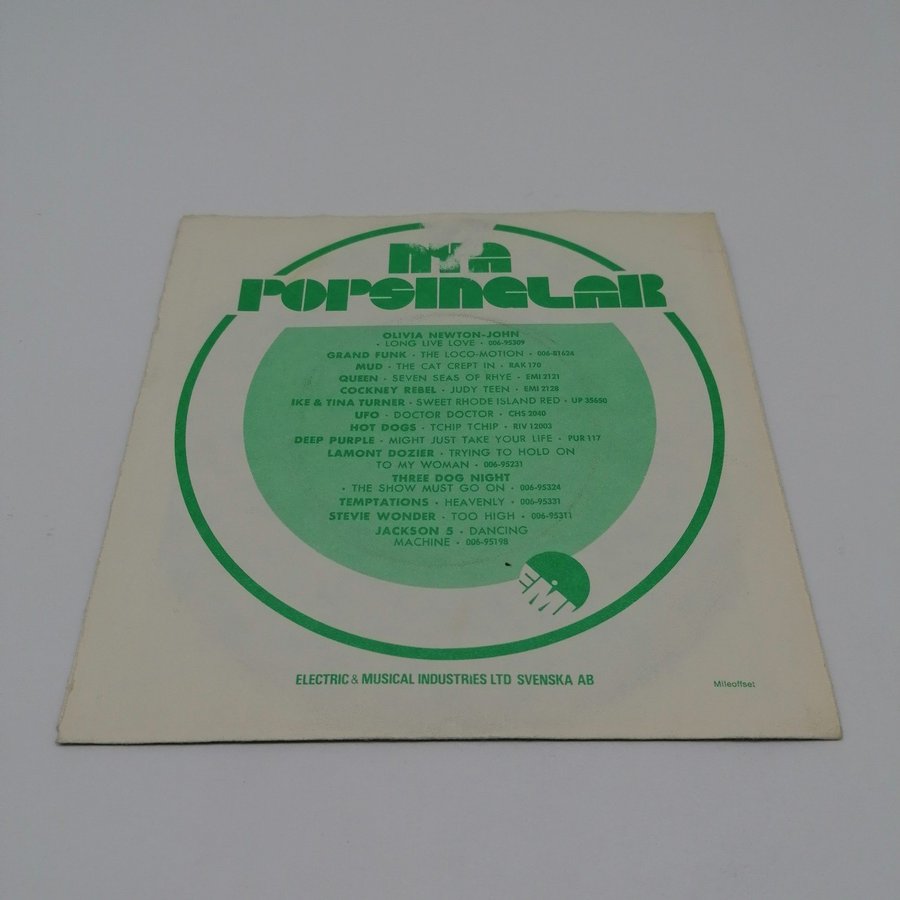 NYA
POPSINGLAR
OLIVIA NEWTON-JOHN
• LONG LIVE LOVE • 006-95309
GRAND FUNK • THE LOCO-MOTION • 006-81624
MUD • THE CAT CREPT IN • RAK 170
QUEEN • SEVEN SEAS OF RHYE • EMI 2121
COCKNEY REBEL • JUDY TEEN • EMI 2128
IKE & TINA TURNER • SWEET RHODE ISLAND RED • UP 35650
UFO • DOCTOR DOCTOR • CHS 2040
HOT DOGS • TCHIP TCHIP • RIV 12003
DEEP PURPLE • MIGHT JUST TAKE YOUR LIFE • PUR 117
LAMONT DOZIER • TRYING TO HOLD ON
TO MY WOMAN • 006-95231
THREE DOG NIGHT
• THE SHOW MUST GO ON • 006-95324
TEMPTATIONS • HEAVENLY • 006-95331
STEVIE WONDER • TOO HIGH • 006-95311
JACKSON 5 • DANCING
MACHINE • 006-95198
EMI
ELECTRIC & MUSICAL INDUSTRIES LTD SVENSKA AB
Mileoffset